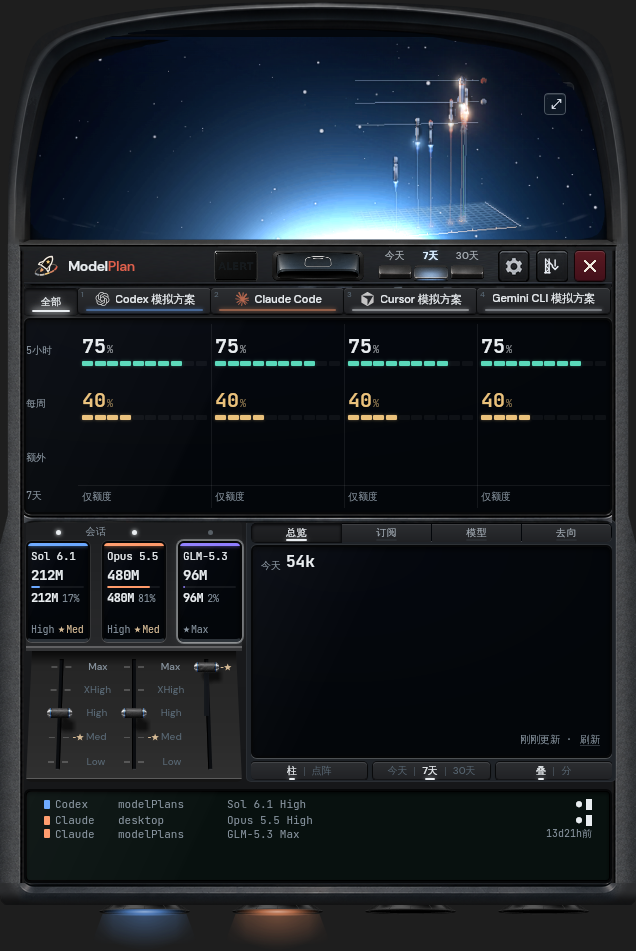 ModelPlan
ALERT
今天 7天 30天
全部
1 Codex 模拟方案
2 Claude Code
3 Cursor 模拟方案
4 Gemini CLI 模拟方案
5小时 75% 75% 75% 75%
每周 40% 40% 40% 40%
额外
7天 仅额度 仅额度 仅额度 仅额度
会话
Sol 6.1
212M
212M 17%
High ★Med
Opus 5.5
480M
480M 81%
High ★Med
GLM-5.3
96M
96M 2%
★Max
Max Max ★
XHigh XHigh
High High
★Med ★Med
Low Low
总览 订阅 模型 去向
今天 54k
刚刚更新 · 刷新
柱 | 点阵
今天 | 7天 | 30天
叠 | 分
Codex modelPlans Sol 6.1 High
Claude desktop Opus 5.5 High
Claude modelPlans GLM-5.3 Max 13d21h前